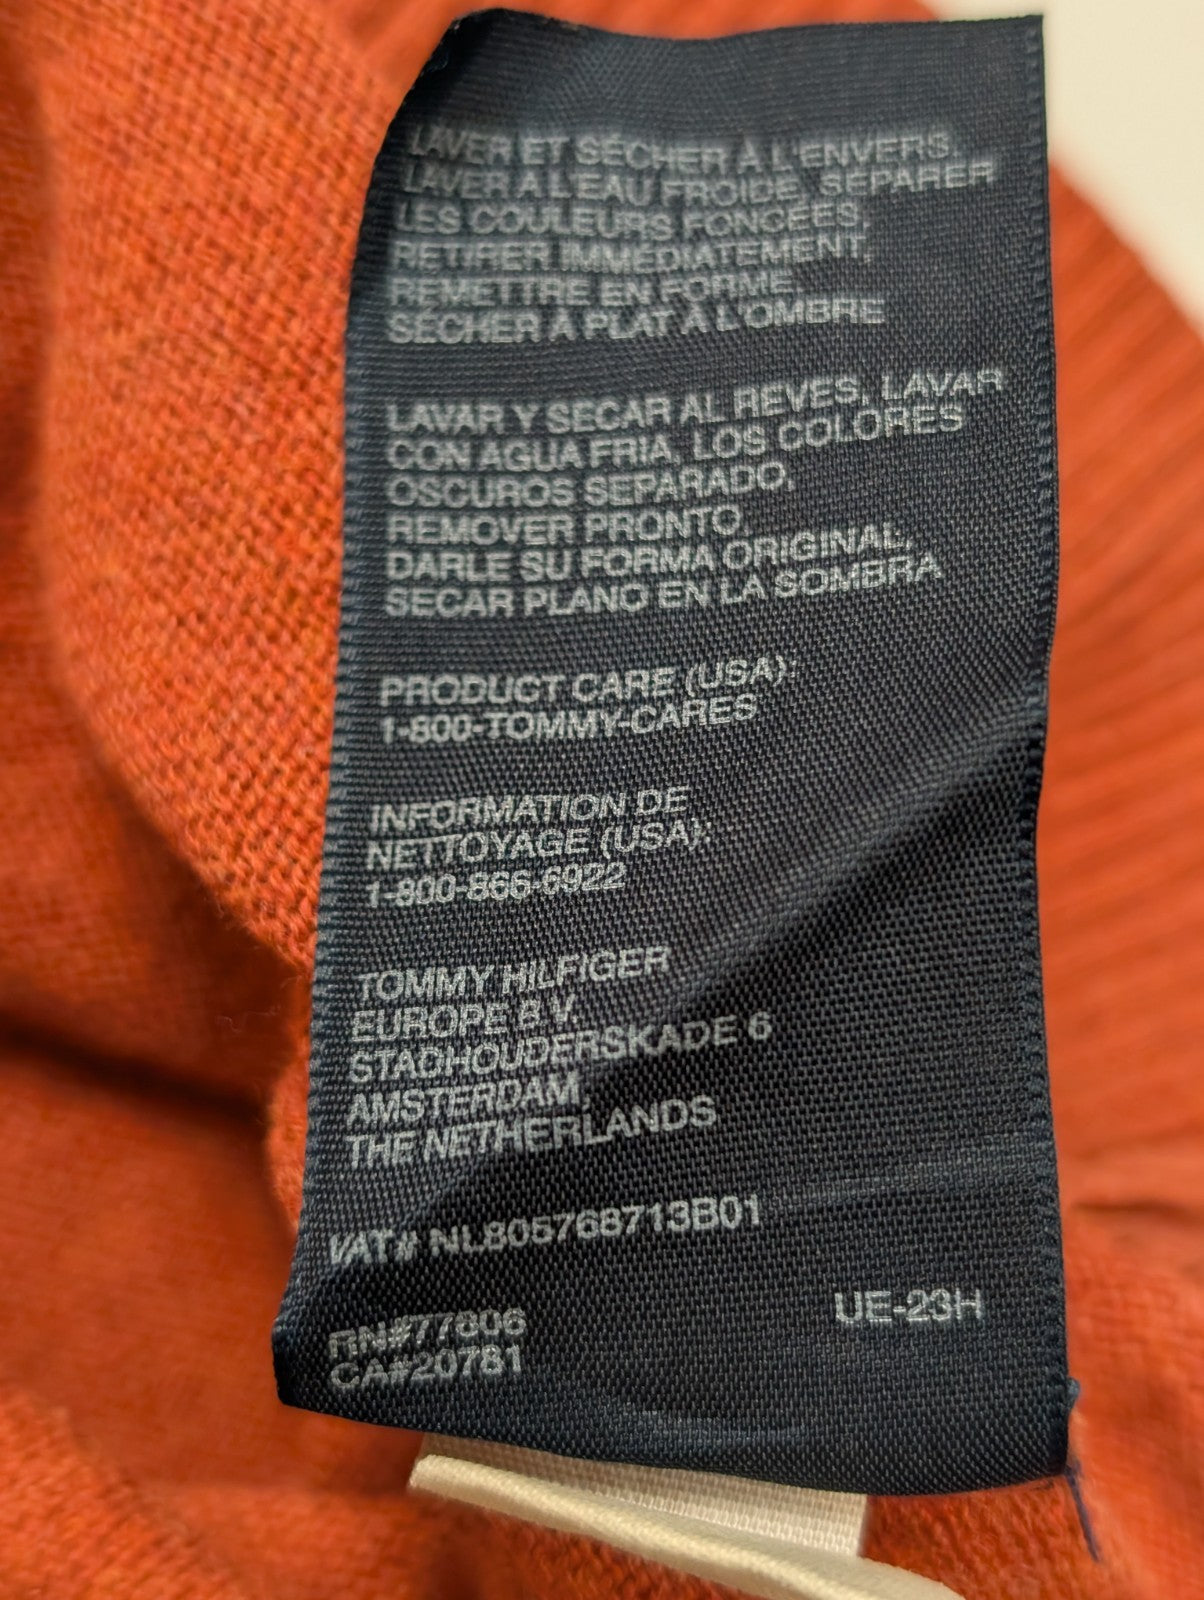 LAVER ET SÉCHER À L'ENVERS,
LAVER A L'EAU FROIDE, SÉPARER
LES COULEURS FONCÉES,
RETIRER IMMÉDIATEMENT,
REMETTRE EN FORME,
SÉCHER À PLAT À L'OMBRE
LAVAR Y SECAR AL REVES, LAVAR
CON AGUA FRIA, LOS COLORES
OSCUROS SEPARADO,
REMOVER PRONTO,
DARLE SU FORMA ORIGINAL,
SECAR PLANO EN LA SOMBRA
PRODUCT CARE (USA):
1-800-TOMMY-CARES
INFORMATION DE
NETTOYAGE (USA):
1-800-866-6922
TOMMY HILFIGER
EUROPE B.V.
STADHOUDERSKADE 6
AMSTERDAM,
THE NETHERLANDS
VAT# NL805768713B01
RN#77806
CA#20781
UE-23H